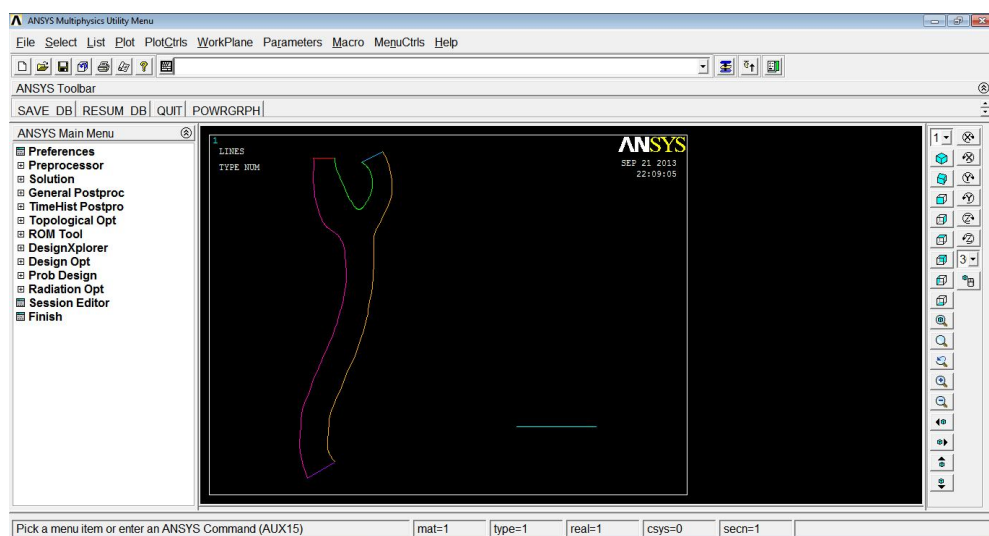 ANSYS Multiphysics Utility Menu
File Select List Plot PlotCtrls WorkPlane Parameters Macro MenuCtrls Help
ANSYS Toolbar
SAVE_DB RESUM_DB QUIT POWRGRPH
ANSYS Main Menu
Preferences
Preprocessor
Solution
General Postproc
TimeHist Postpro
Topological Opt
ROM Tool
DesignXplorer
Design Opt
Prob Design
Radiation Opt
Session Editor
Finish
1
LINES
TYPE NUM
ANSYS
SEP 21 2013
22:09:05
1
3
Pick a menu item or enter an ANSYS Command (AUX15) mat=1 type=1 real=1 csys=0 secn=1